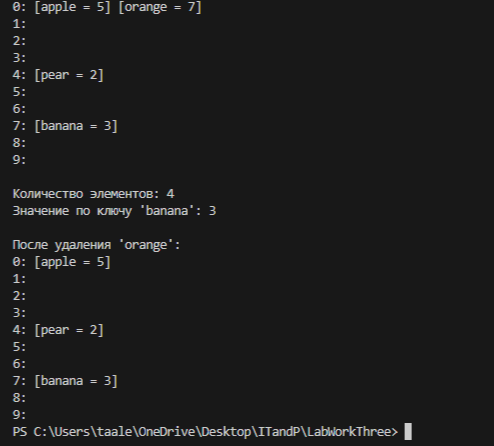 0: [apple = 5] [orange = 7]
1:
2:
3:
4: [pear = 2]
5:
6:
7: [banana = 3]
8:
9:
Количество элементов: 4
Значение по ключу 'banana': 3
После удаления 'orange':
0: [apple = 5]
1:
2:
3:
4: [pear = 2]
5:
6:
7: [banana = 3]
8:
9:
PS C:\Users\taale\OneDrive\Desktop\ITandP\LabWorkThree>